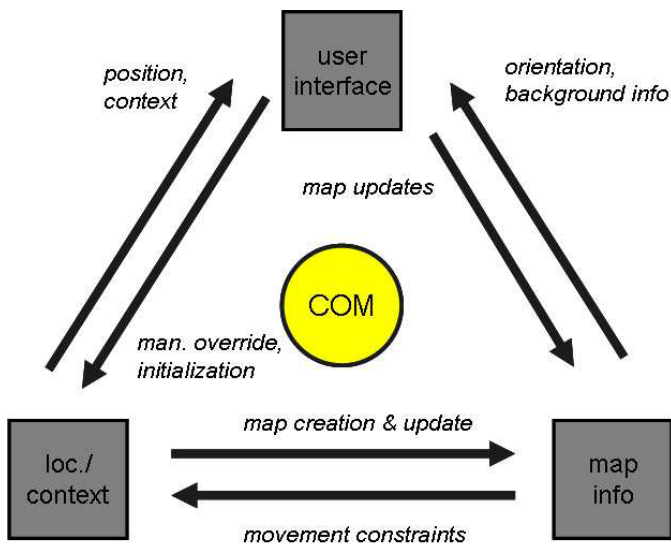 user
interface
position,
context
orientation,
background info
map updates
COM
man. override,
initialization
map creation & update
loc./
context
map
info
movement constraints